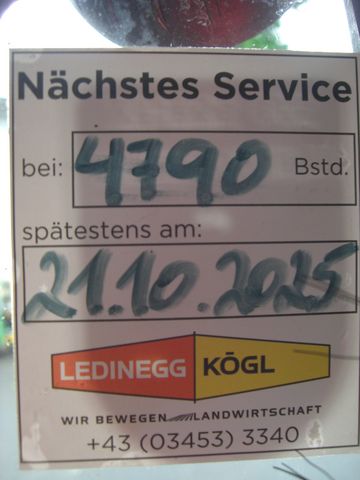 Nächstes Service
bei: 4790 Bstd.
spätestens am:
21.10.2025
LEDINEGG KÖGL
WIR BEWEGEN LANDWIRTSCHAFT
+43 (03453) 3340